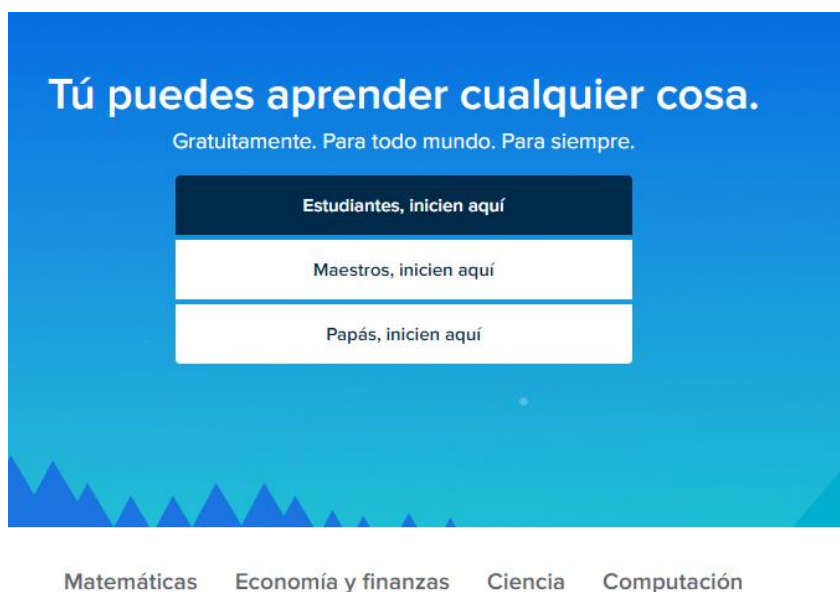 Tú puedes aprender cualquier cosa.
Gratuitamente. Para todo mundo. Para siempre.
Estudiantes, inicien aquí
Maestros, inicien aquí
Papás, inicien aquí
Matemáticas Economía y finanzas Ciencia Computación